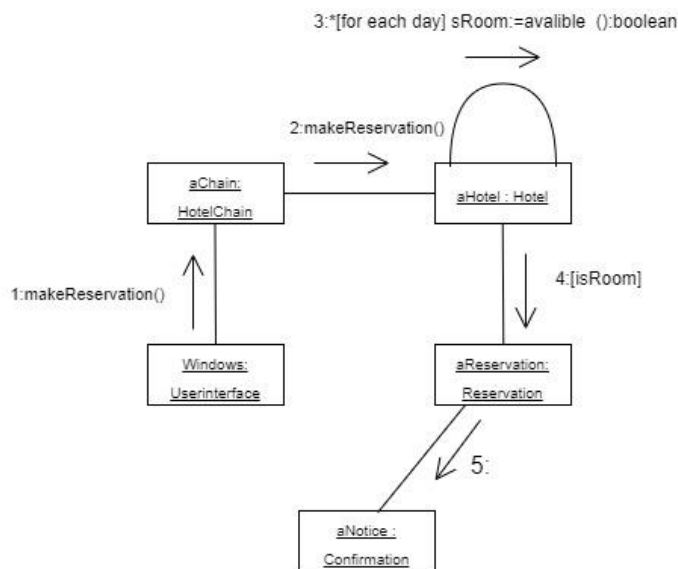 3:*[for each day] sRoom:=avalible ():boolean
2:makeReservation()
aChain:
HotelChain
aHotel : Hotel
1:makeReservation()
4:[isRoom]
Windows:
Userinterface
aReservation:
Reservation
5:
aNotice :
Confirmation